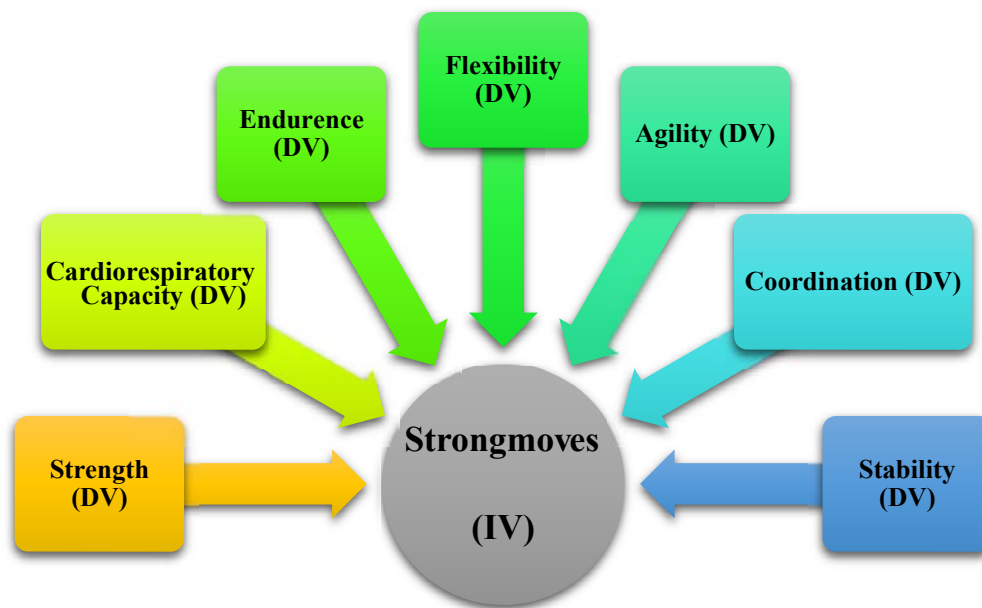 Flexibility
(DV)
Endurence
(DV)
Agility (DV)
Cardiorespiratory
Capacity (DV)
Coordination (DV)
Strength
(DV)
Strongmoves
(IV)
Stability
(DV)